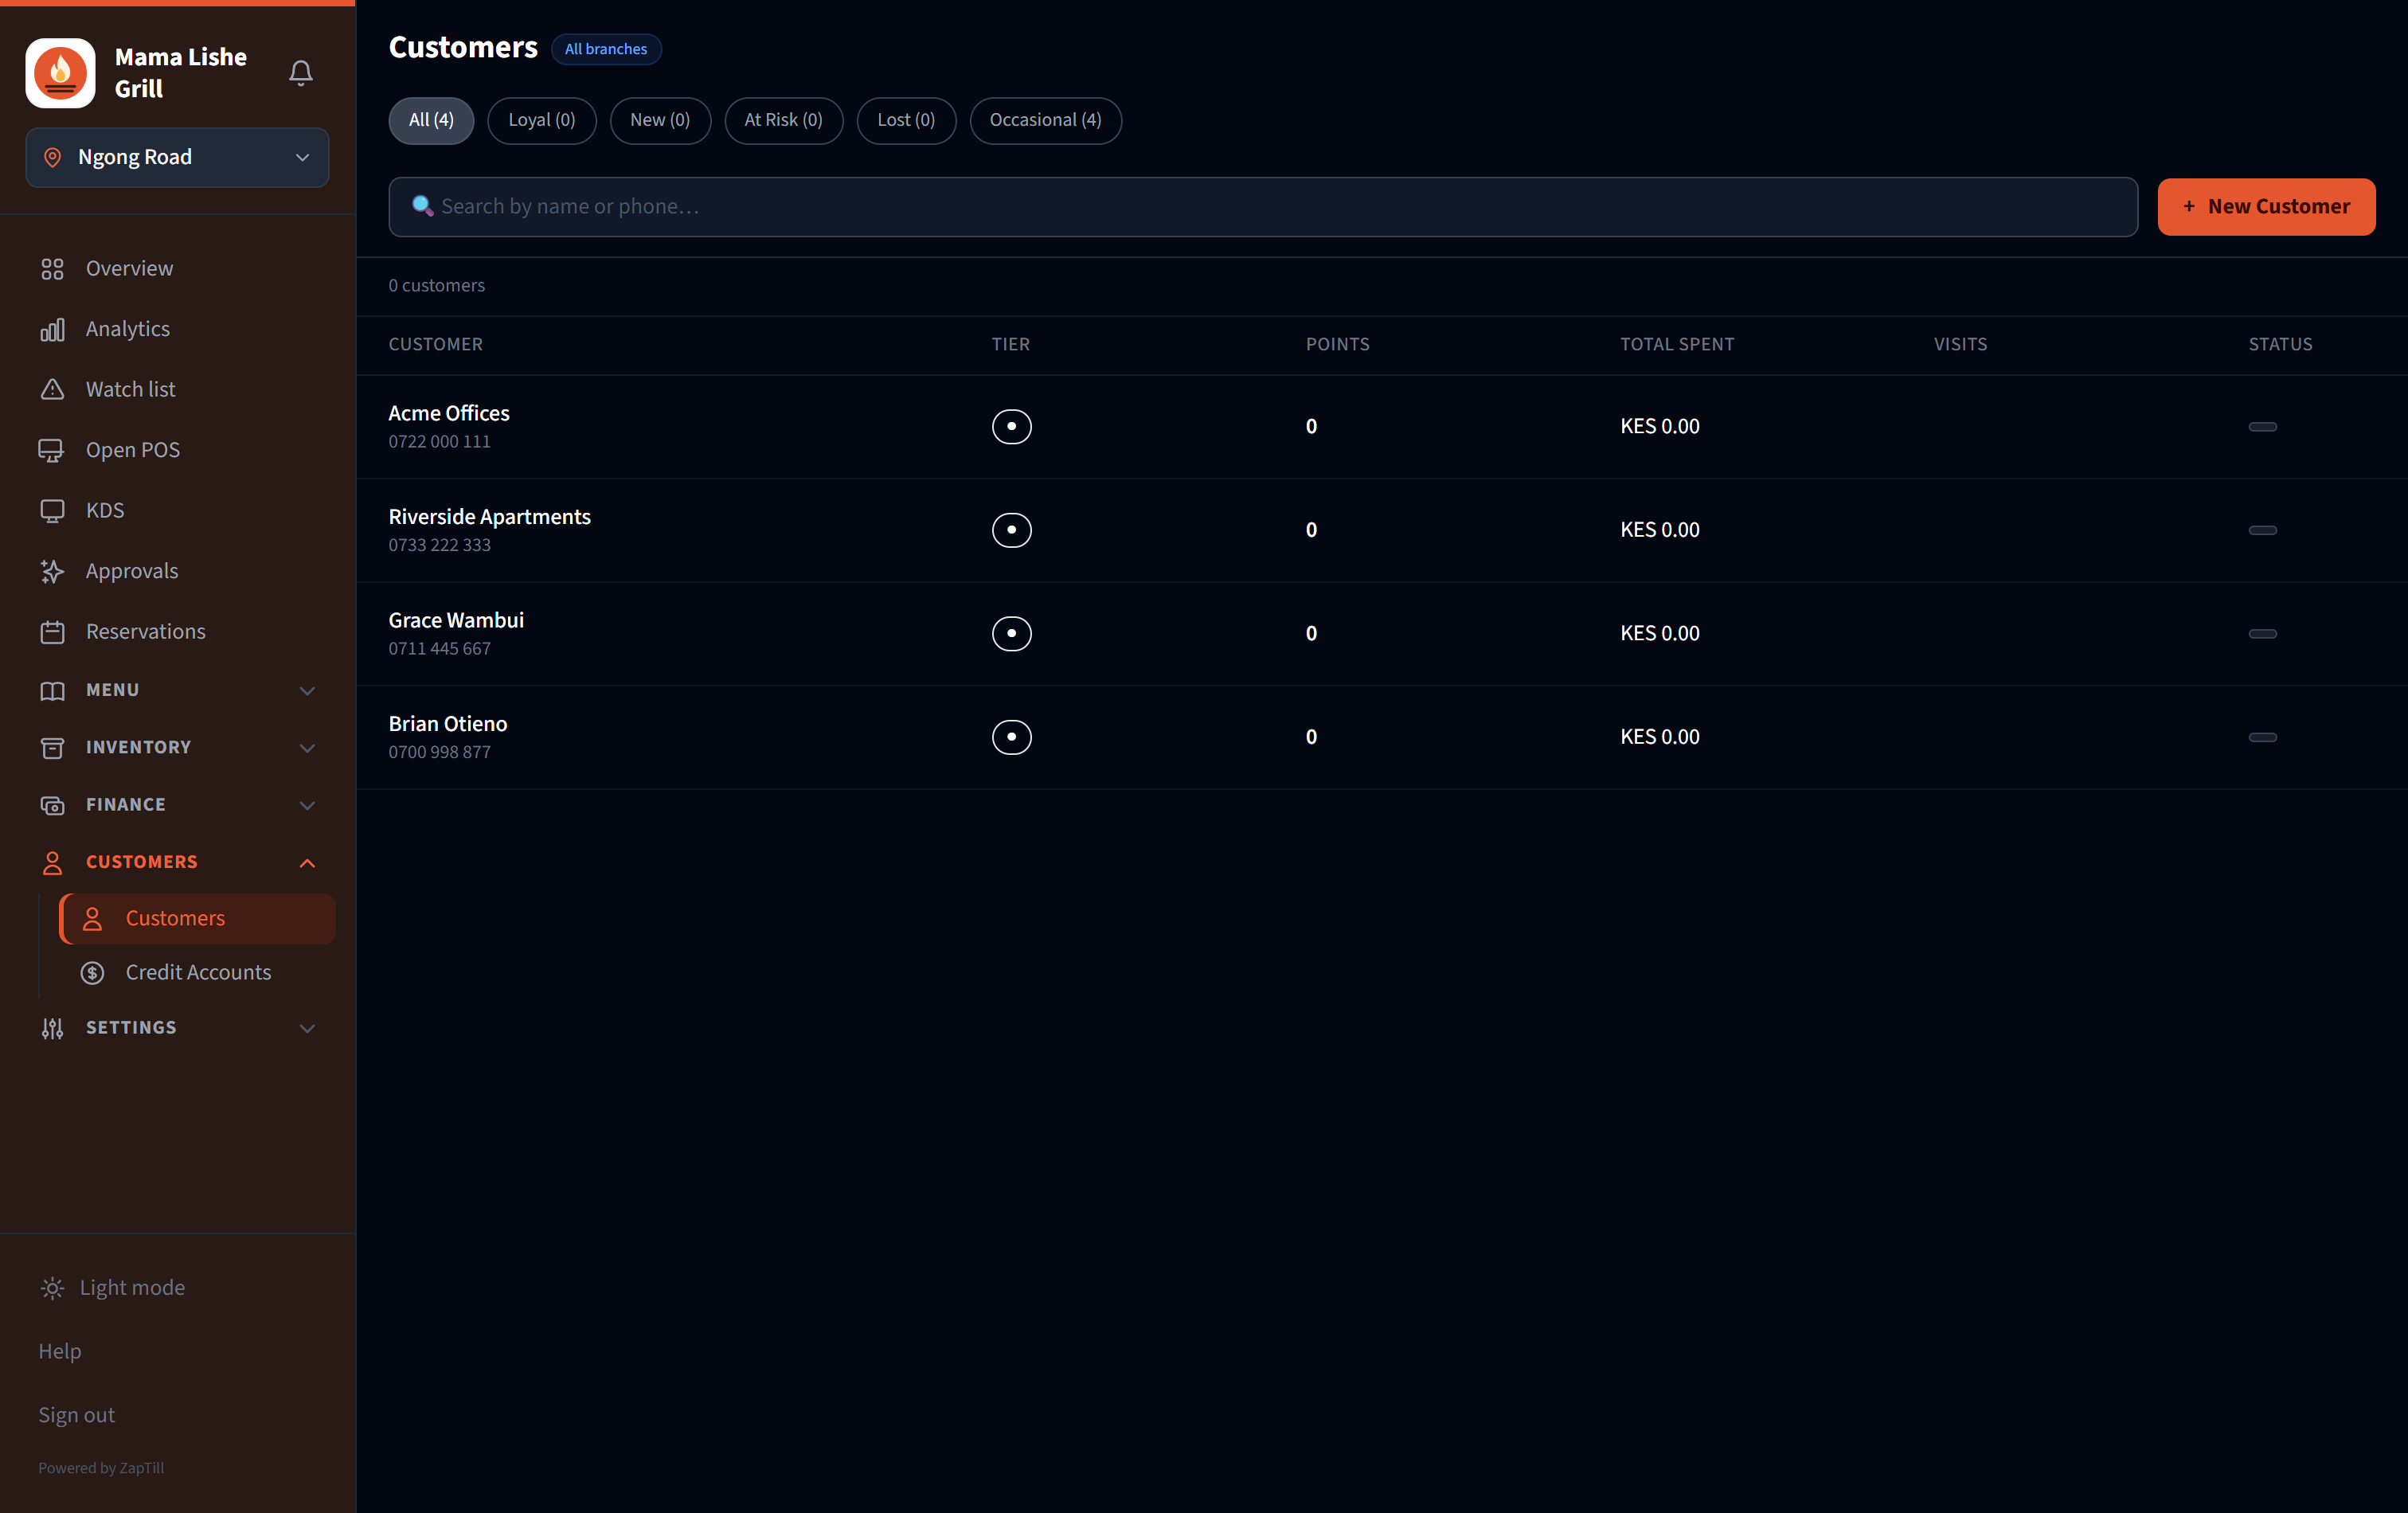 Mama Lishe
Grill
Ngong Road
Overview
Analytics
Watch list
Open POS
KDS
Approvals
Reservations
MENU
INVENTORY
FINANCE
CUSTOMERS
Customers
Credit Accounts
SETTINGS
Light mode
Help
Sign out
Powered by ZapTill
Customers All branches
All (4) Loyal (0) New (0) At Risk (0) Lost (0) Occasional (4)
Search by name or phone…
+ New Customer
0 customers
CUSTOMER TIER POINTS TOTAL SPENT VISITS STATUS
Acme Offices
0722 000 111
0 KES 0.00
Riverside Apartments
0733 222 333
0 KES 0.00
Grace Wambui
0711 445 667
0 KES 0.00
Brian Otieno
0700 998 877
0 KES 0.00